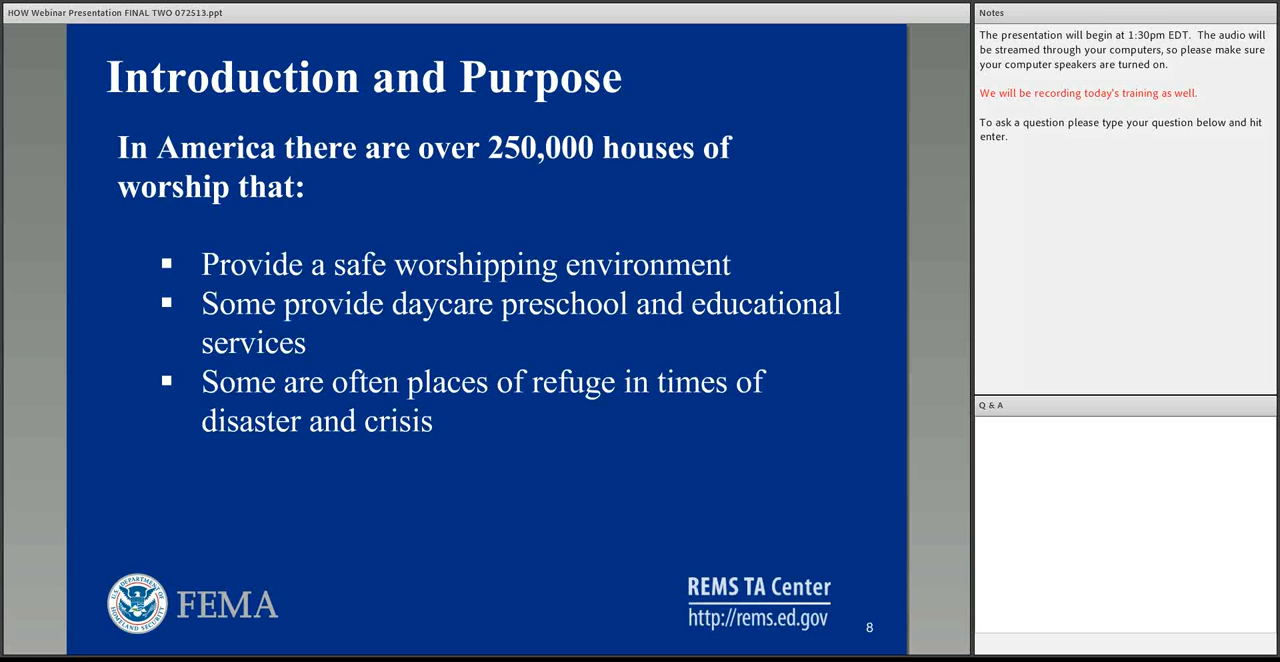 HOW Webinar Presentation FINAL TWO 072513.ppt
Introduction and Purpose
In America there are over 250,000 houses of
worship that:
▪ Provide a safe worshipping environment
▪ Some provide daycare preschool and educational
services
▪ Some are often places of refuge in times of
disaster and crisis
U.S. DEPARTMENT OF
HOMELAND SECURITY
FEMA
REMS TA Center
http://rems.ed.gov
8
Notes
The presentation will begin at 1:30pm EDT. The audio will
be streamed through your computers, so please make sure
your computer speakers are turned on.
We will be recording today's training as well.
To ask a question please type your question below and hit
enter.
Q & A